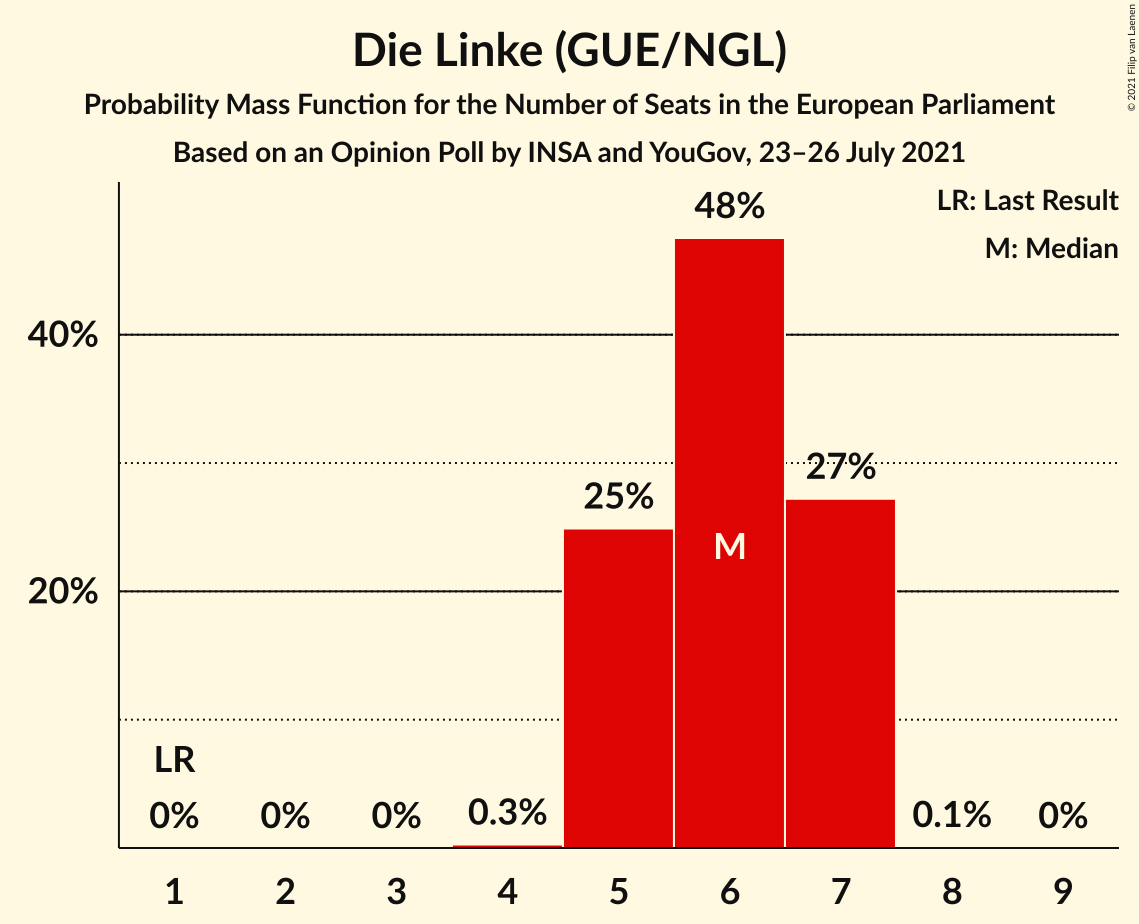 Die Linke (GUE/NGL)
Probability Mass Function for the Number of Seats in the European Parliament
Based on an Opinion Poll by INSA and YouGov, 23–26 July 2021
© 2021 Filip van Laenen
LR: Last Result
M: Median
48%
40%
27%
25%
M
20%
LR
0% 0% 0% 0.3% 0.1% 0%
1 2 3 4 5 6 7 8 9